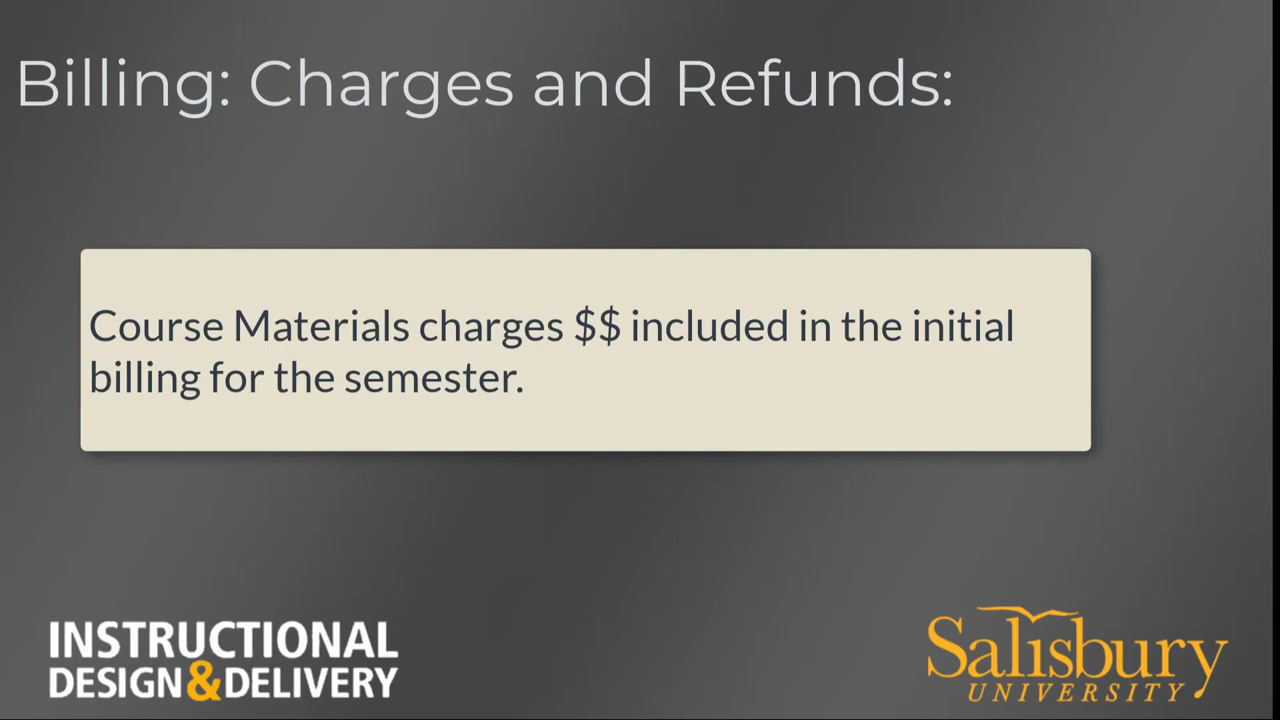 Billing: Charges and Refunds:
Course Materials charges $$ included in the initial
billing for the semester.
INSTRUCTIONAL
DESIGN&DELIVERY
Salisbury
UNIVERSITY